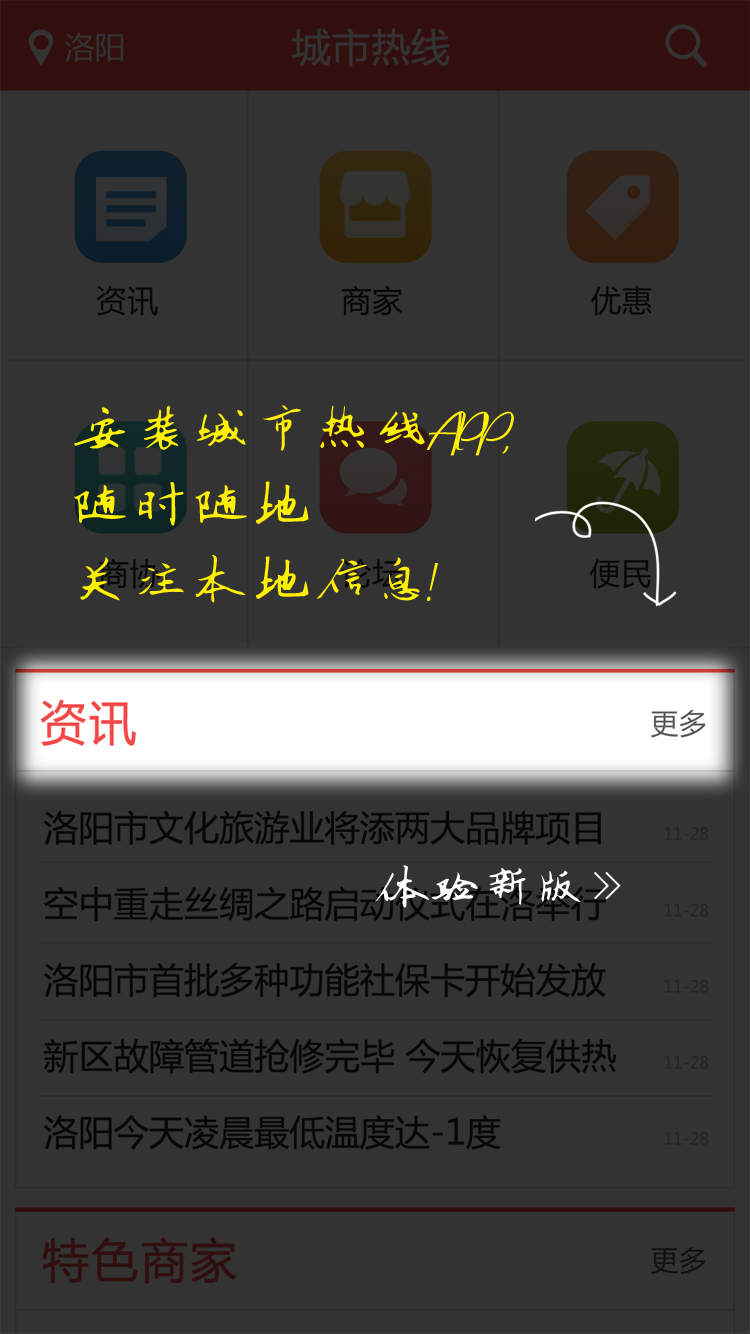 洛阳 城市热线
资讯 商家 优惠
安装城市热线APP,
随时随地
关注本地信息!
商协 论坛 便民
资讯 更多
洛阳市文化旅游业将添两大品牌项目 11-28
体验新版》
空中重走丝绸之路启动仪式在洛举行 11-28
洛阳市首批多种功能社保卡开始发放 11-28
新区故障管道抢修完毕 今天恢复供热 11-28
洛阳今天凌晨最低温度达-1度 11-28
特色商家 更多